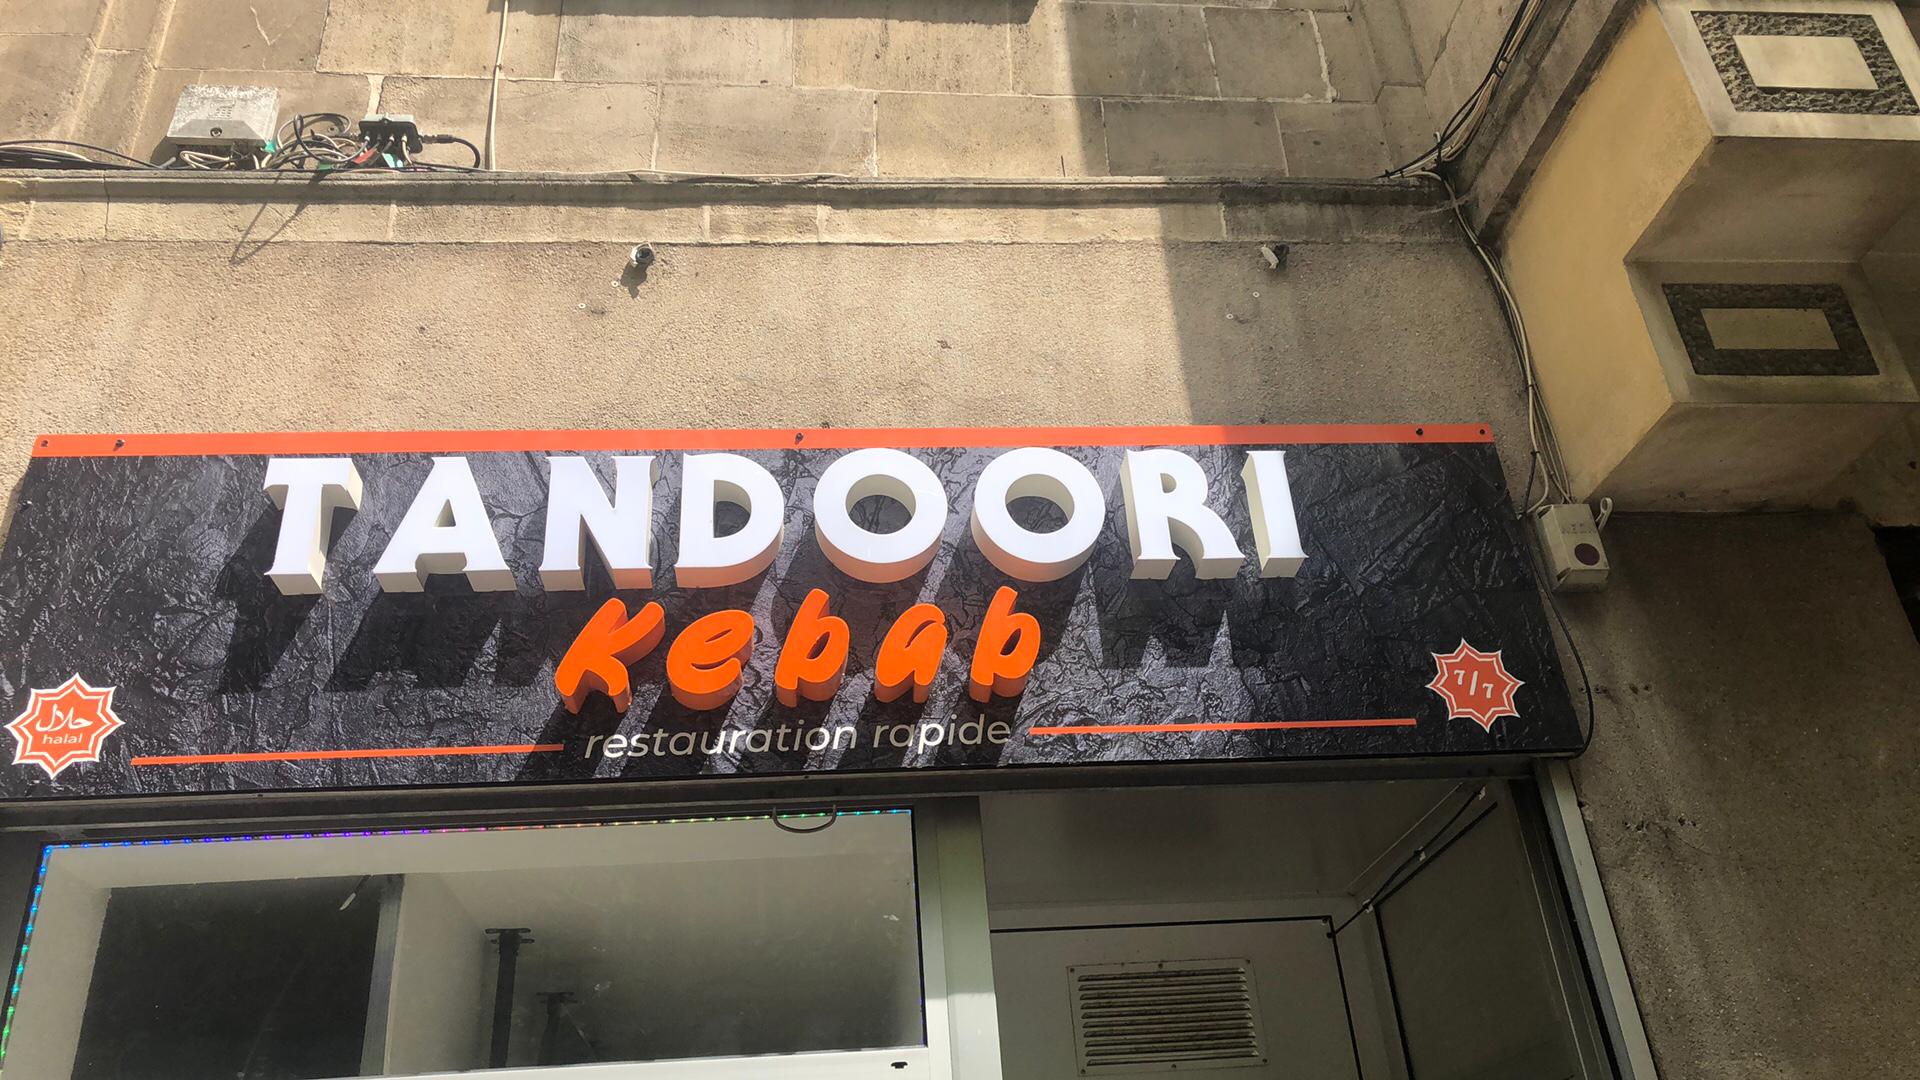 TANDOORI
Kebab
restauration rapide
حلال
halal
7/7